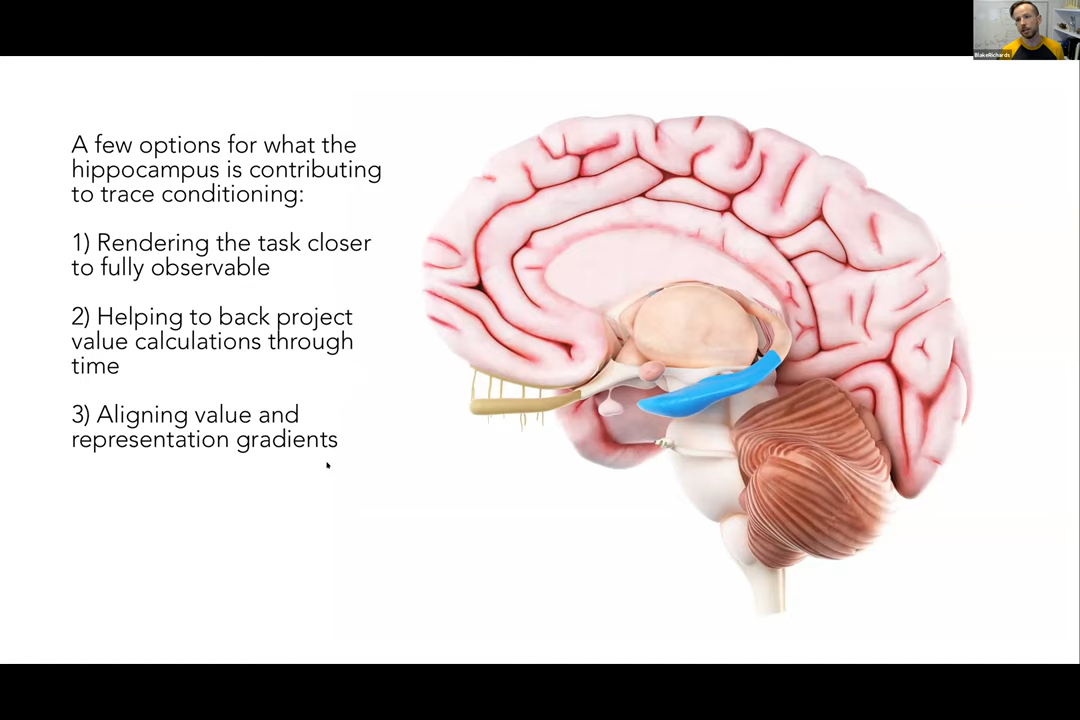 BlakeRichards
A few options for what the
hippocampus is contributing
to trace conditioning:
1) Rendering the task closer
to fully observable
2) Helping to back project
value calculations through
time
3) Aligning value and
representation gradients